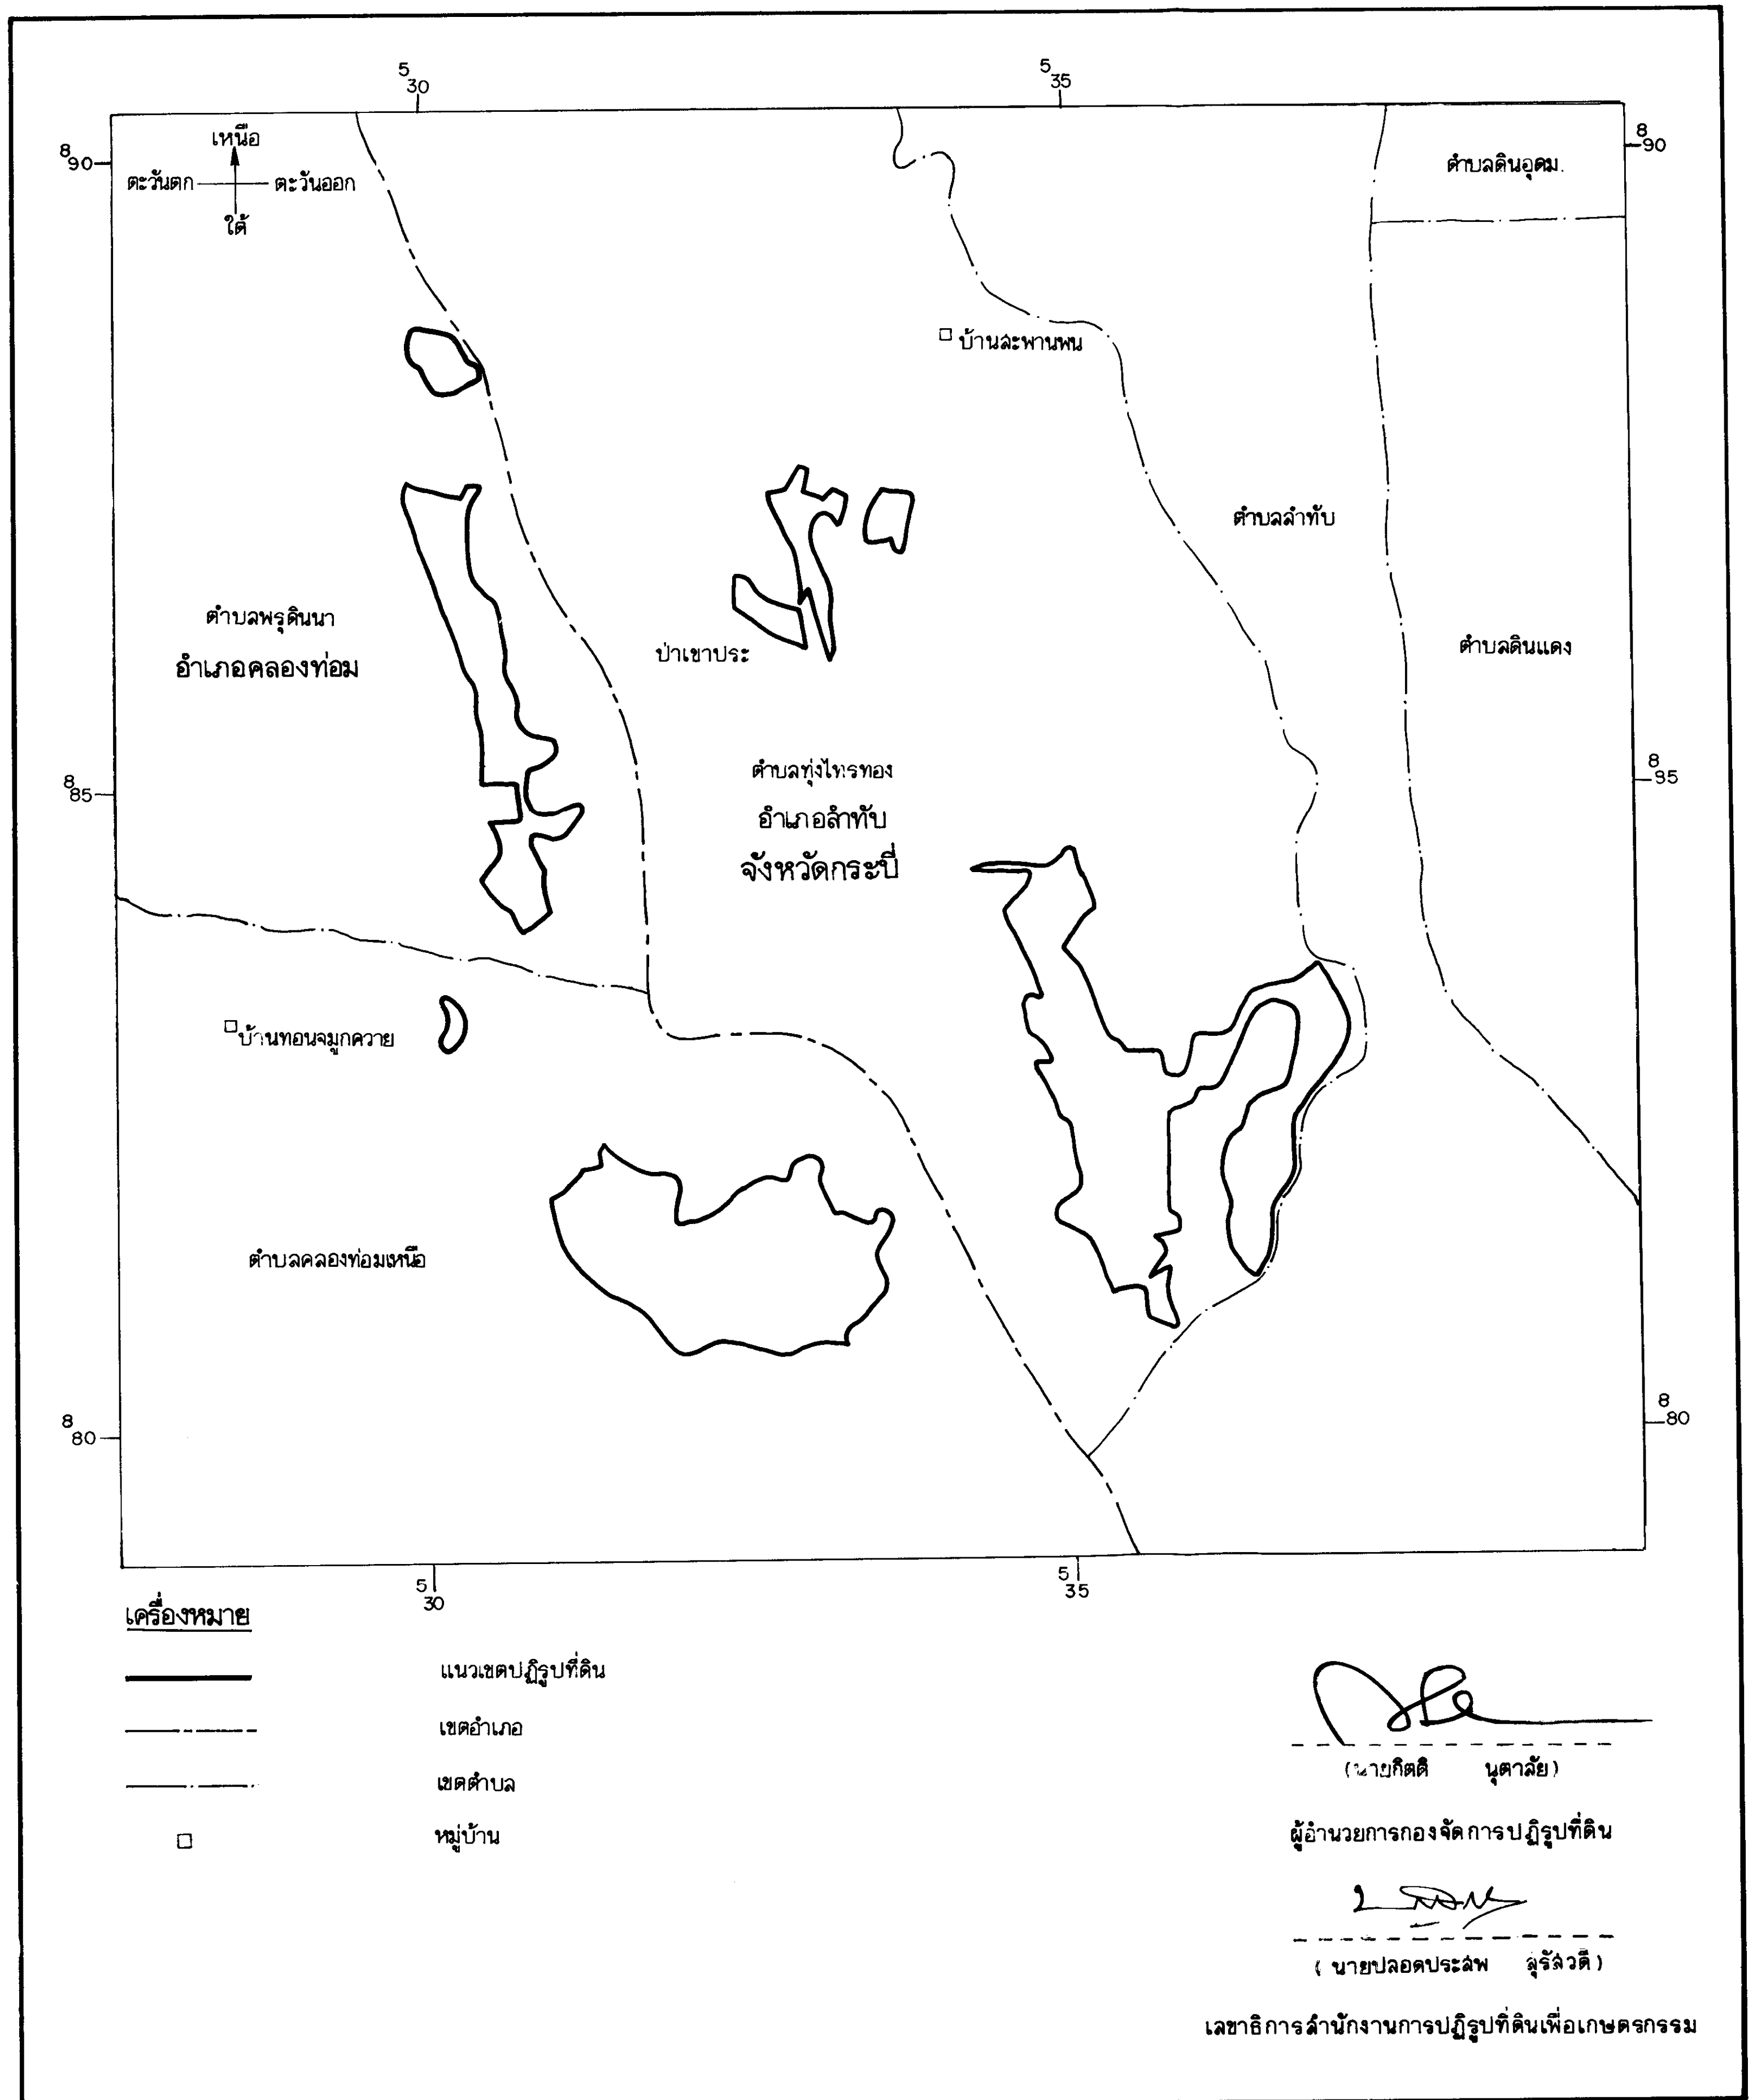 5 30
5 35
เหนือ
8 90
8 90
ตะวันตก
ตะวันออก
ใต้
ตำบลดินอุดม
บ้านสะพานพน
ตำบลลำทับ
ตำบลพรุดินนา
อำเภอคลองท่อม
ป่าเขาประ
ตำบลดินแดง
ตำบลทุ่งไทรทอง
8 85
8 95
อำเภอลำทับ
จังหวัดกระบี่
บ้านทอนจมูกควาย
ตำบลคลองท่อมเหนือ
8 80
8 80
5 30
5 35
เครื่องหมาย
แนวเขตปฏิรูปที่ดิน
เขตอำเภอ
เขตตำบล
หมู่บ้าน
(นายกิตติ นุตาลัย)
ผู้อำนวยการกองจัดการปฏิรูปที่ดิน
(นายปลอดประสพ สุรัสวดี)
เลขาธิการสำนักงานการปฏิรูปที่ดินเพื่อเกษตรกรรม